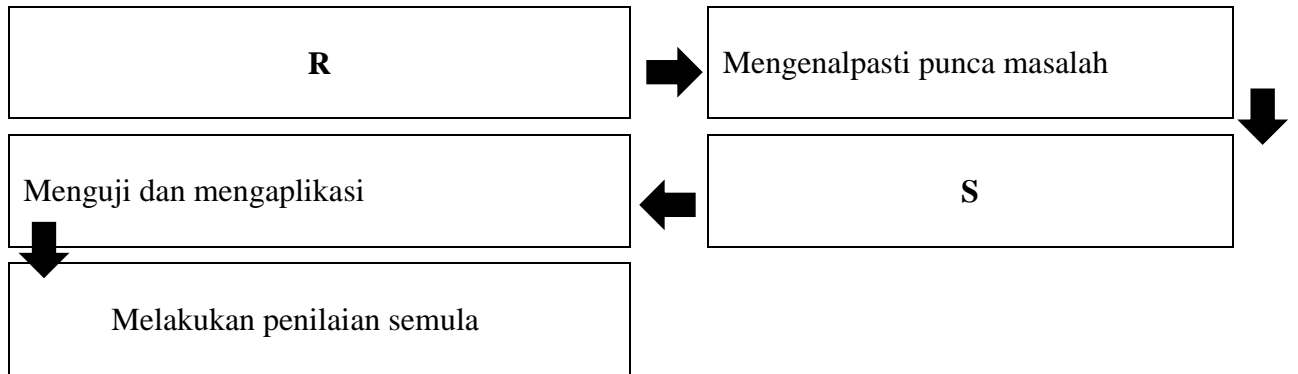 R
Mengenalpasti punca masalah
Menguji dan mengaplikasi
S
Melakukan penilaian semula